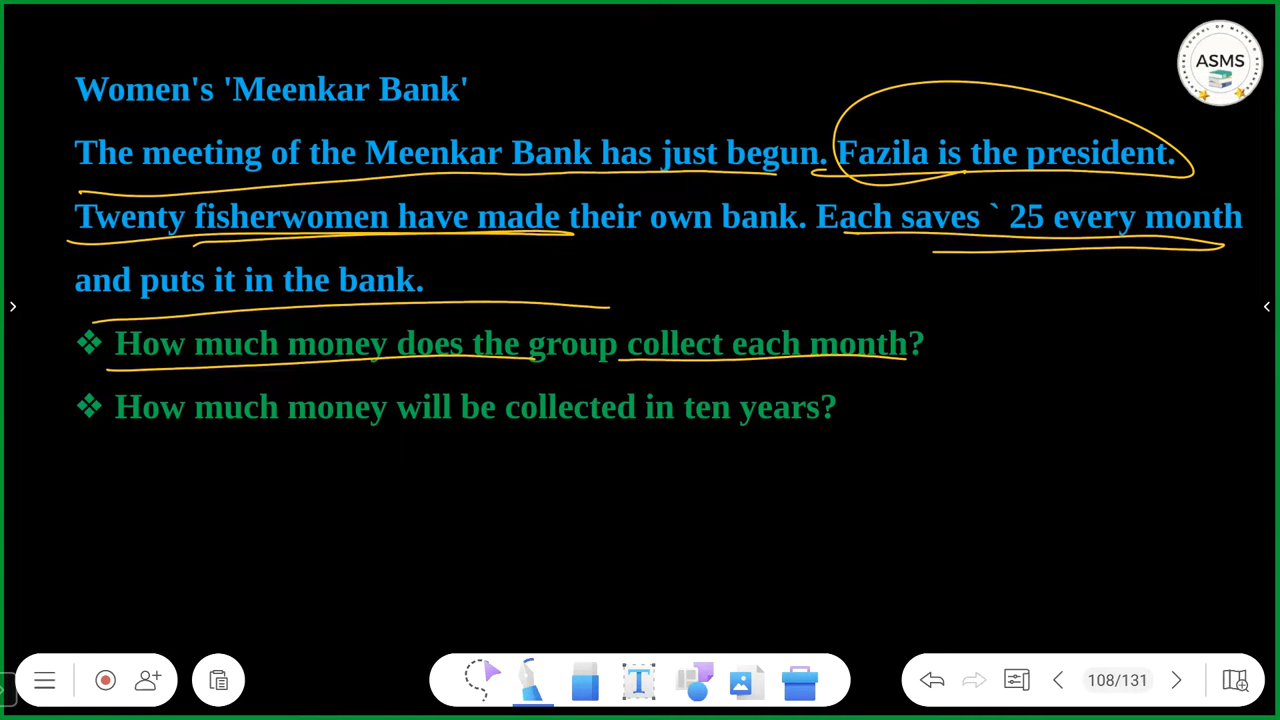 ASMS
Women's 'Meenkar Bank'
The meeting of the Meenkar Bank has just begun. Fazila is the president.
Twenty fisherwomen have made their own bank. Each saves ` 25 every month
and puts it in the bank.
❖ How much money does the group collect each month?
❖ How much money will be collected in ten years?
108/131